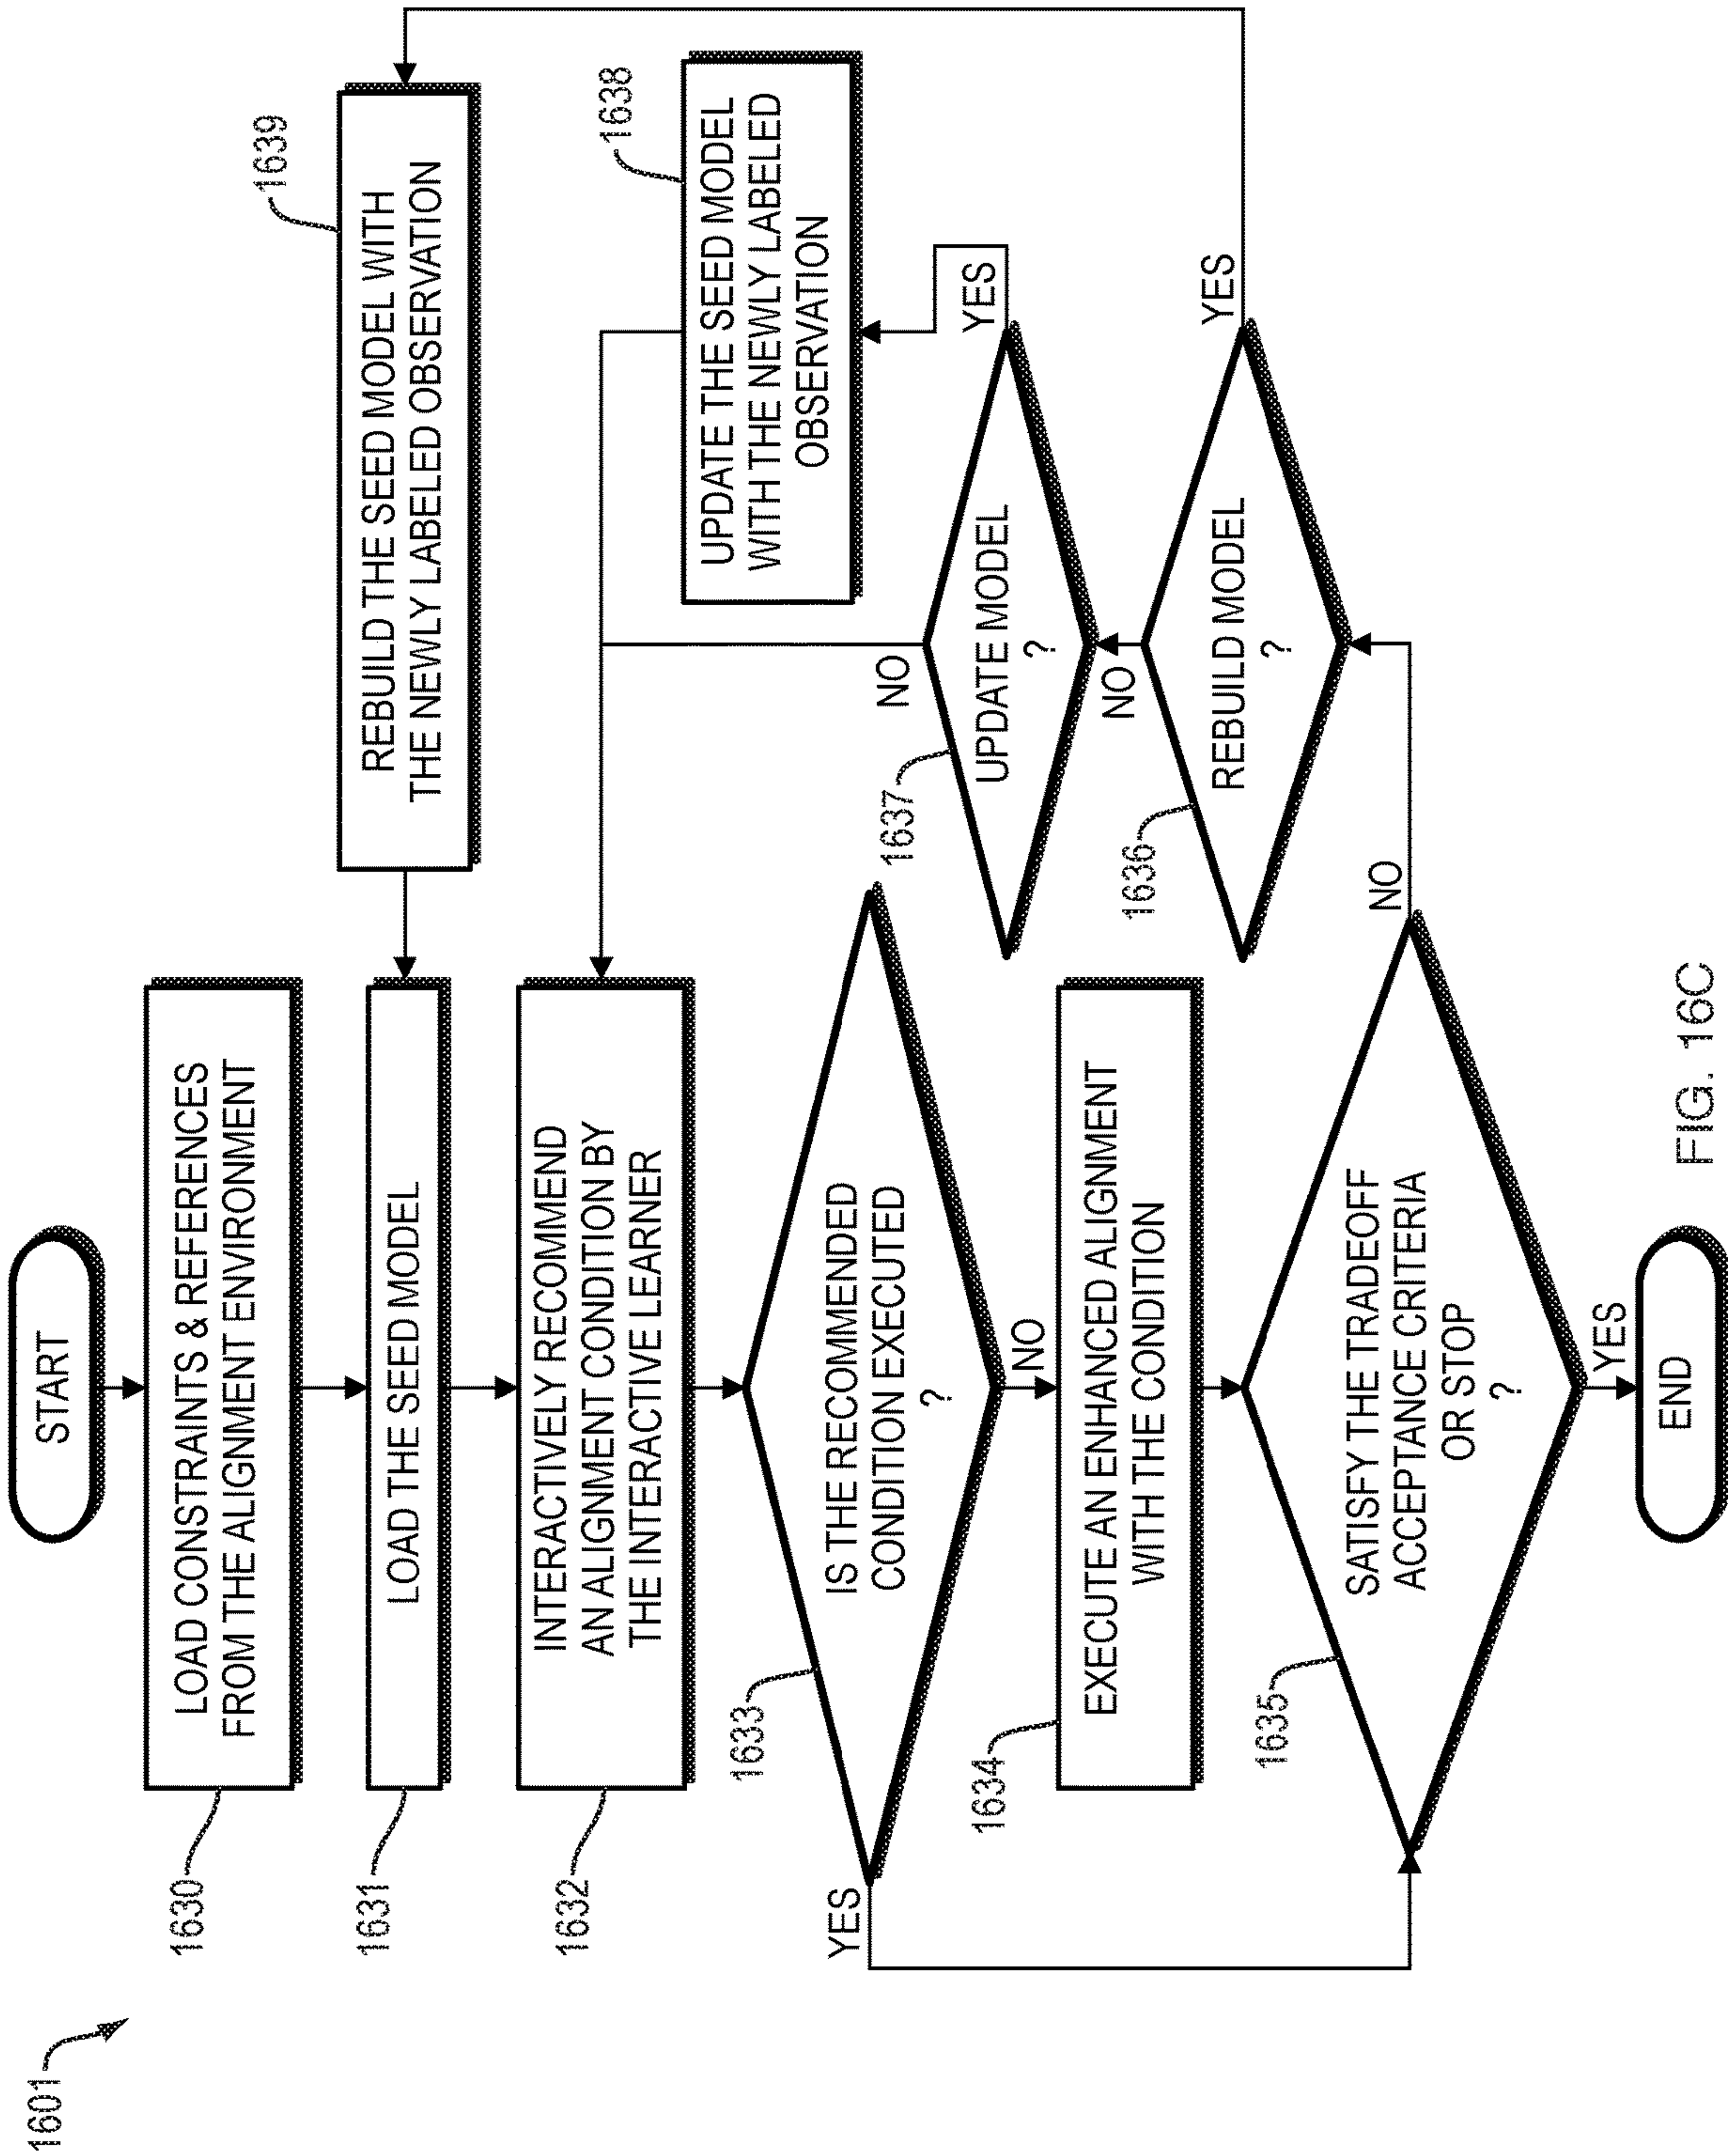 1601
START
1630
LOAD CONSTRAINTS & REFERENCES
FROM THE ALIGNMENT ENVIRONMENT
1631
LOAD THE SEED MODEL
1639
REBUILD THE SEED MODEL WITH
THE NEWLY LABELED OBSERVATION
1632
INTERACTIVELY RECOMMEND
AN ALIGNMENT CONDITION BY
THE INTERACTIVE LEARNER
1638
UPDATE THE SEED MODEL
WITH THE NEWLY LABELED
OBSERVATION
1633
IS THE RECOMMENDED
CONDITION EXECUTED
?
YES
NO
1637
UPDATE MODEL
?
NO
YES
1634
EXECUTE AN ENHANCED ALIGNMENT
WITH THE CONDITION
1636
REBUILD MODEL
?
NO
YES
1635
SATISFY THE TRADEOFF
ACCEPTANCE CRITERIA
OR STOP
?
NO
YES
END
FIG. 16C